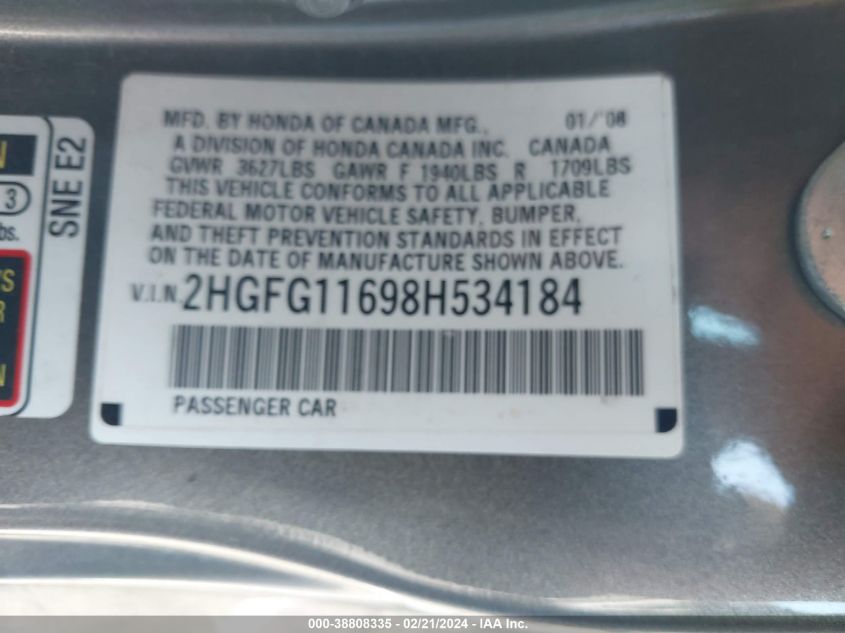 MFD. BY HONDA OF CANADA MFG., 01/'08
A DIVISION OF HONDA CANADA INC. CANADA
GVWR 3627LBS GAWR F 1940LBS R 1709LBS
THIS VEHICLE CONFORMS TO ALL APPLICABLE
FEDERAL MOTOR VEHICLE SAFETY, BUMPER,
AND THEFT PREVENTION STANDARDS IN EFFECT
ON THE DATE OF MANUFACTURE SHOWN ABOVE.
V.I.N. 2HGFG11698H534184
PASSENGER CAR
SNE E2
N
3
bs.
'S
R
N
000-38808335 - 02/21/2024 - IAA Inc.